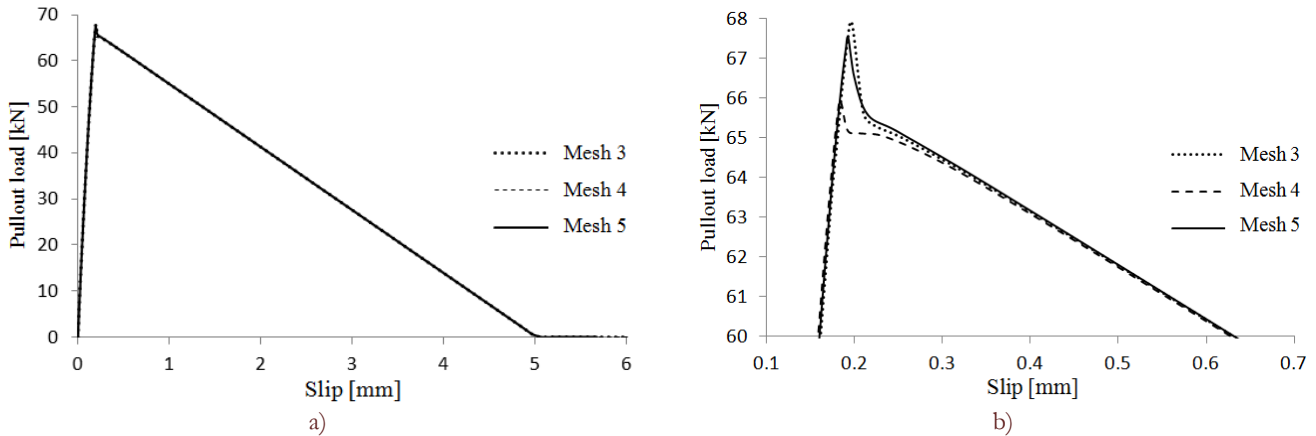 70
60
50
40
30
20
10
0
Pullout load [kN]
0 1 2 3 4 5 6
Slip [mm]
Mesh 3
Mesh 4
Mesh 5
a)
68
67
66
65
64
63
62
61
60
Pullout load [kN]
0.1 0.2 0.3 0.4 0.5 0.6 0.7
Slip [mm]
Mesh 3
Mesh 4
Mesh 5
b)